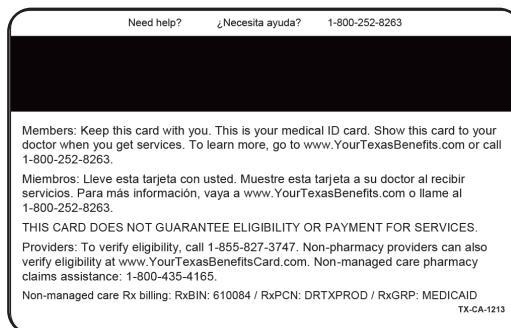 Need help? ¿Necesita ayuda? 1-800-252-8263
Members: Keep this card with you. This is your medical ID card. Show this card to your
doctor when you get services. To learn more, go to www.YourTexasBenefits.com or call
1-800-252-8263.
Miembros: Lleve esta tarjeta con usted. Muestre esta tarjeta a su doctor al recibir
servicios. Para más información, vaya a www.YourTexasBenefits.com o llame al
1-800-252-8263.
THIS CARD DOES NOT GUARANTEE ELIGIBILITY OR PAYMENT FOR SERVICES.
Providers: To verify eligibility, call 1-855-827-3747. Non-pharmacy providers can also
verify eligibility at www.YourTexasBenefitsCard.com. Non-managed care pharmacy
claims assistance: 1-800-435-4165.
Non-managed care Rx billing: RxBIN: 610084 / RxPCN: DRTXPROD / RxGRP: MEDICAID
TX-CA-1213